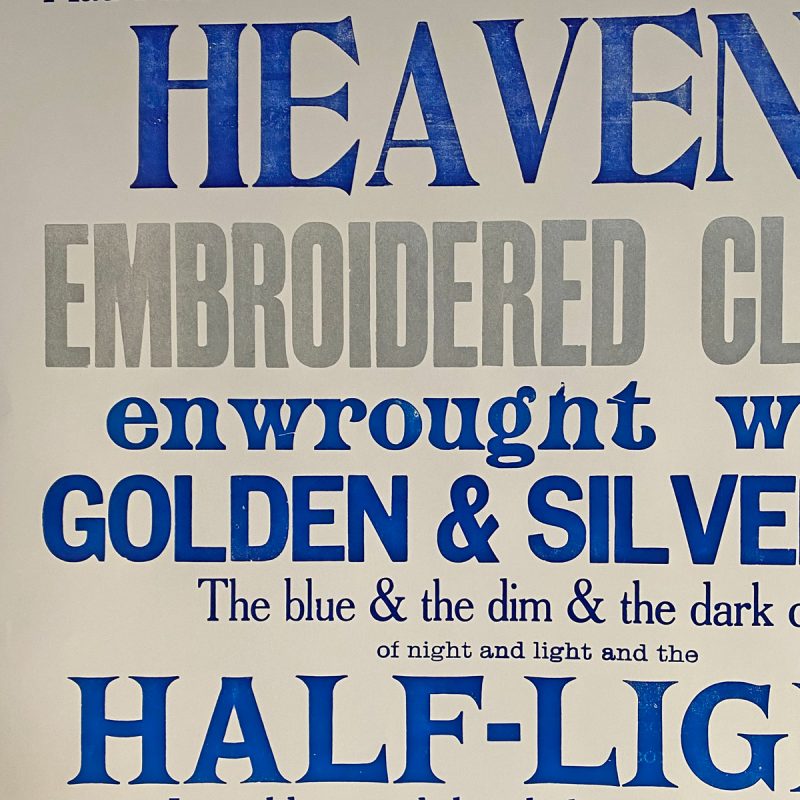 HEAVEN
EMBROIDERED CL
enwrought w
GOLDEN & SILVE
The blue & the dim & the dark
of night and light and the
HALF-LIG